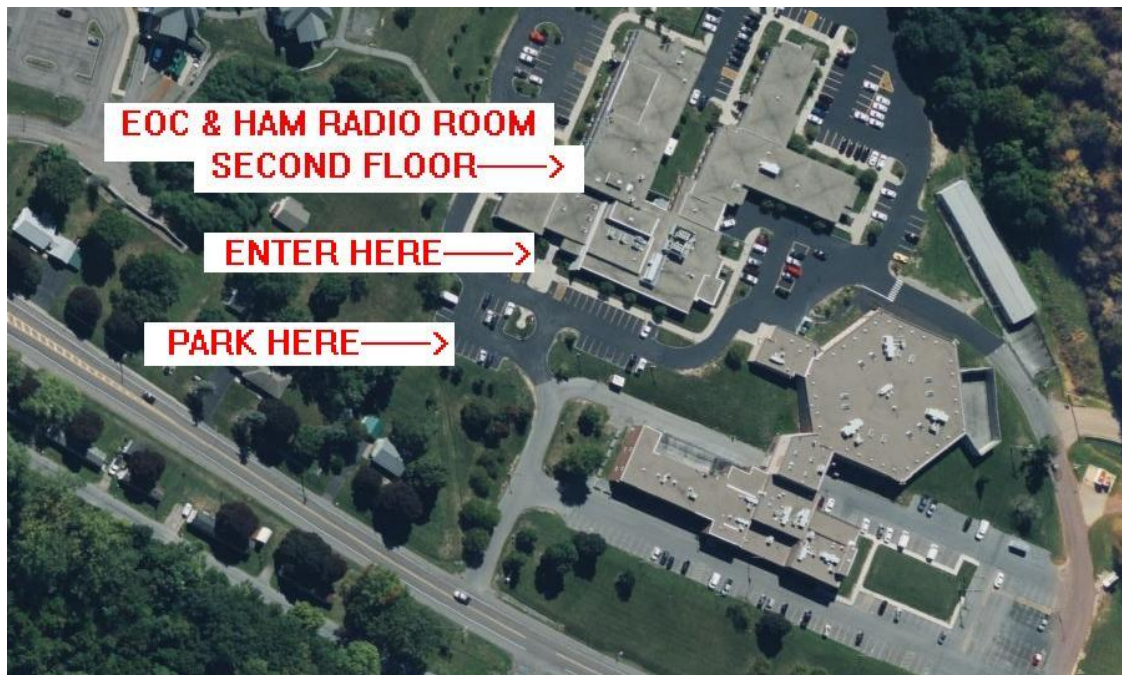 EOC & HAM RADIO ROOM
SECOND FLOOR
ENTER HERE
PARK HERE